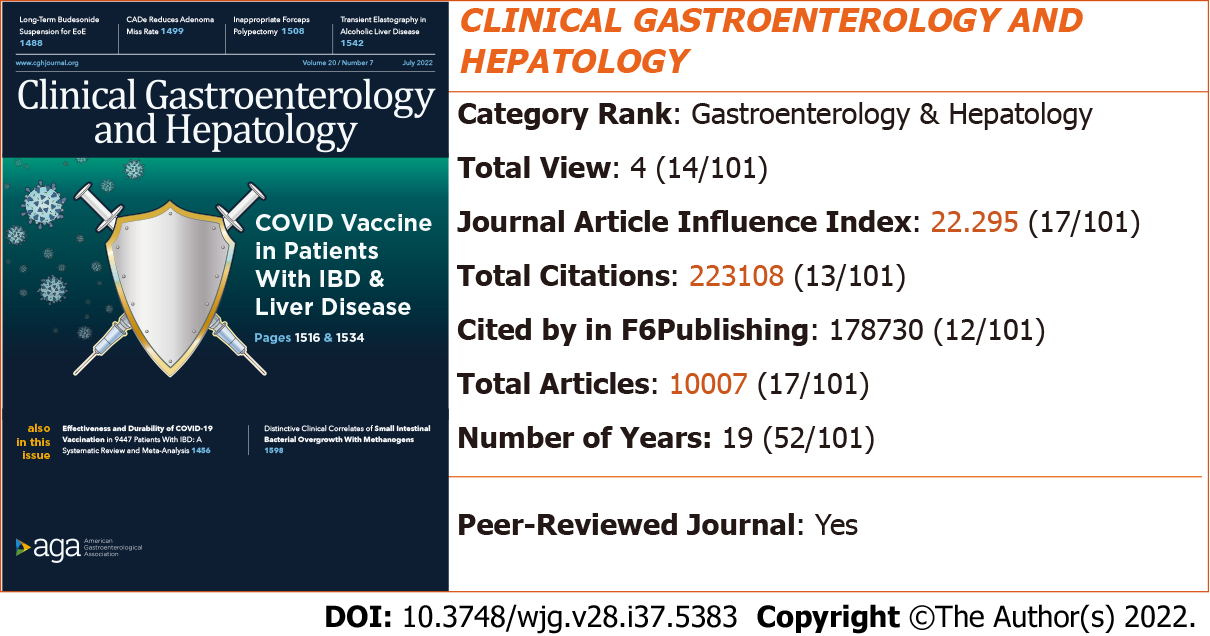 Long-Term Budesonide
Suspension for EoE
1488
CADe Reduces Adenoma
Miss Rate 1499
Inappropriate Forceps
Polypectomy 1508
Transient Elastography in
Alcoholic Liver Disease
1542
www.cghjournal.org
Volume 20 / Number 7
July 2022
Clinical Gastroenterology
and Hepatology
COVID Vaccine
in Patients
With IBD &
Liver Disease
Pages 1516 & 1534
also
in this
issue
Effectiveness and Durability of COVID-19
Vaccination in 9447 Patients With IBD: A
Systematic Review and Meta-Analysis 1456
Distinctive Clinical Correlates of Small Intestinal
Bacterial Overgrowth With Methanogens
1598
aga
American
Gastroenterological
Association
CLINICAL GASTROENTEROLOGY AND
HEPATOLOGY
Category Rank: Gastroenterology & Hepatology
Total View: 4 (14/101)
Journal Article Influence Index: 22.295 (17/101)
Total Citations: 223108 (13/101)
Cited by in F6Publishing: 178730 (12/101)
Total Articles: 10007 (17/101)
Number of Years: 19 (52/101)
Peer-Reviewed Journal: Yes
DOI: 10.3748/wjg.v28.i37.5383 Copyright ©The Author(s) 2022.